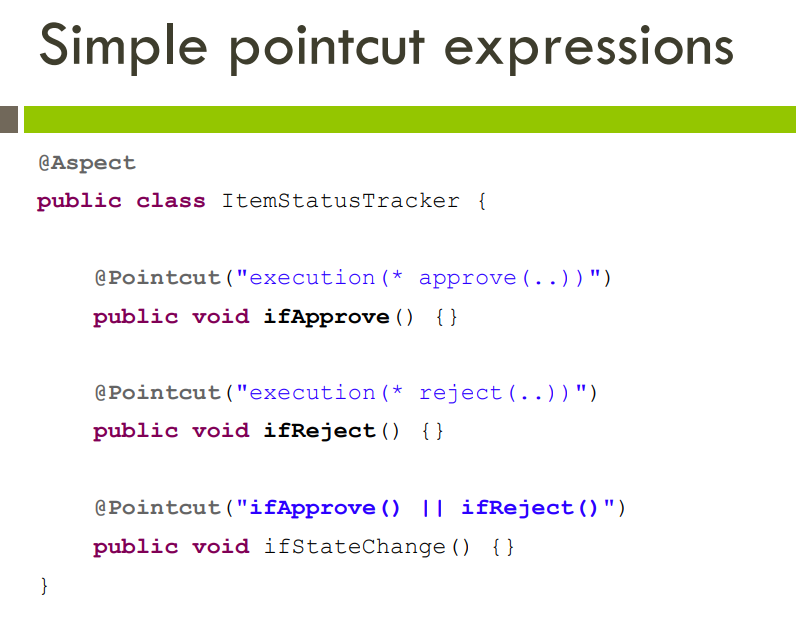 Simple pointcut expressions
@Aspect
public class ItemStatusTracker {
@Pointcut("execution(* approve(..))")
public void ifApprove() {}
@Pointcut("execution(* reject(..))")
public void ifReject() {}
@Pointcut("ifApprove() || ifReject()")
public void ifStateChange() {}
}